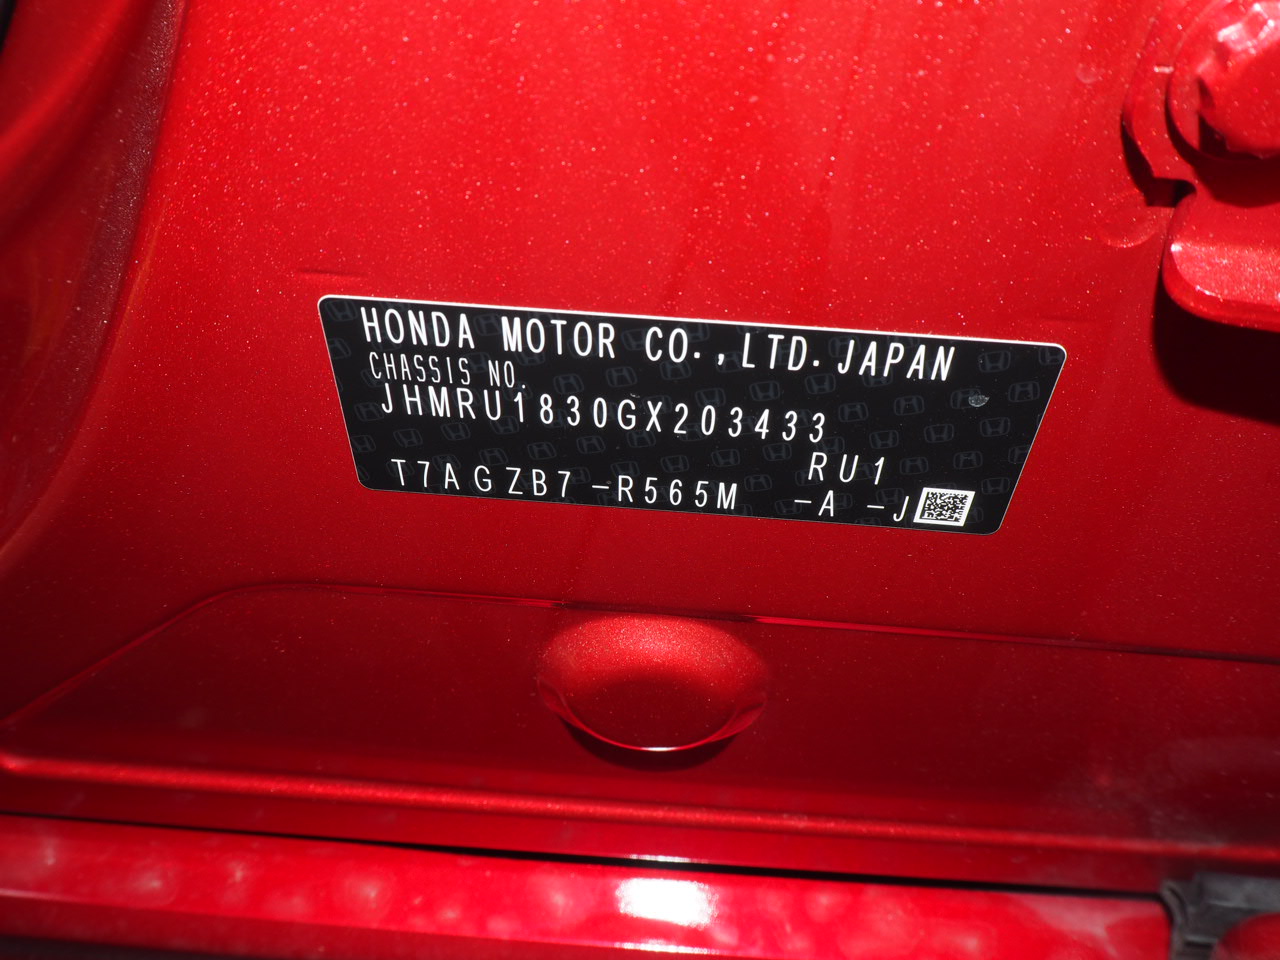 HONDA MOTOR CO., LTD. JAPAN
CHASSIS NO.
JHMRU1830GX203433
RU1
T7AGZB7 -R565M -A -J